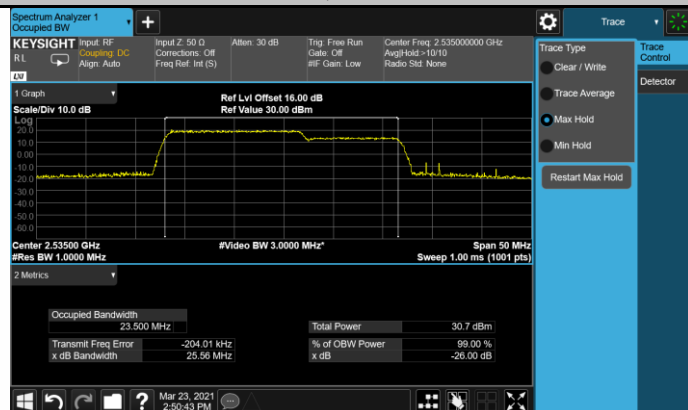 Spectrum Analyzer 1
Occupied BW
Trace
KEYSIGHT
Input: RF
Coupling: DC
Align: Auto
Input Z: 50 Ω
Corrections: Off
Freq Ref: Int (S)
Atten: 30 dB
Trig: Free Run
Gate: Off
#IF Gain: Low
Center Freq: 2.535000000 GHz
Avg|Hold:>10/10
Radio Std: None
R L
LXI
1 Graph
Scale/Div 10.0 dB
Ref Lvl Offset 16.00 dB
Ref Value 30.00 dBm
Log
20.0
10.0
0.00
-10.0
-20.0
-30.0
-40.0
-50.0
-60.0
Center 2.53500 GHz
#Video BW 3.0000 MHz*
Span 50 MHz
#Res BW 1.0000 MHz
Sweep 1.00 ms (1001 pts)
2 Metrics
Occupied Bandwidth
23.500 MHz
Total Power 30.7 dBm
Transmit Freq Error -204.01 kHz
% of OBW Power 99.00 %
x dB Bandwidth 25.56 MHz
x dB -26.00 dB
?
Mar 23, 2021
2:50:43 PM
Trace Type
Clear / Write
Trace Average
Max Hold
Min Hold
Restart Max Hold
Trace
Control
Detector